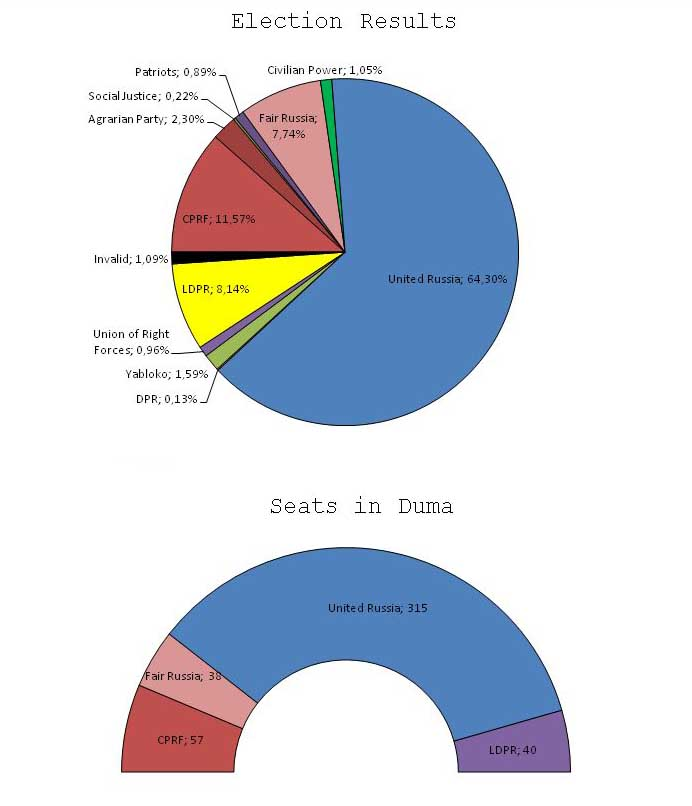 Election Results
Patriots; 0,89%
Civilian Power; 1,05%
Social Justice; 0,22%
Agrarian Party; 2,30%
Fair Russia;
7,74%
CPRF; 11,57%
Invalid; 1,09%
United Russia; 64,30%
LDPR; 8,14%
Union of Right
Forces; 0,96%
Yabloko; 1,59%
DPR; 0,13%
Seats in Duma
United Russia; 315
Fair Russia; 38
CPRF; 57
LDPR; 40